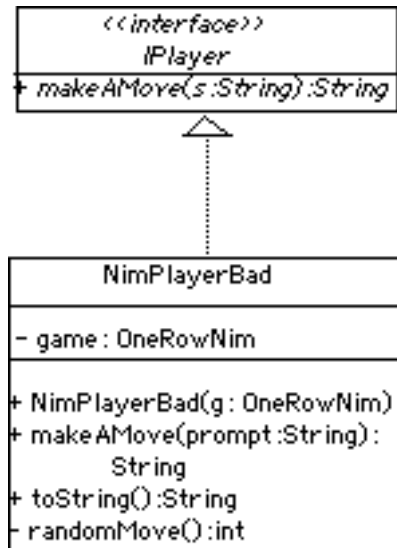 <<interface>>
IPlayer
+ makeAMove(s:String):String
NimPlayerBad
- game: OneRowNim
+ NimPlayerBad(g: OneRowNim)
+ makeAMove(prompt:String):
String
+ toString():String
- randomMove():int